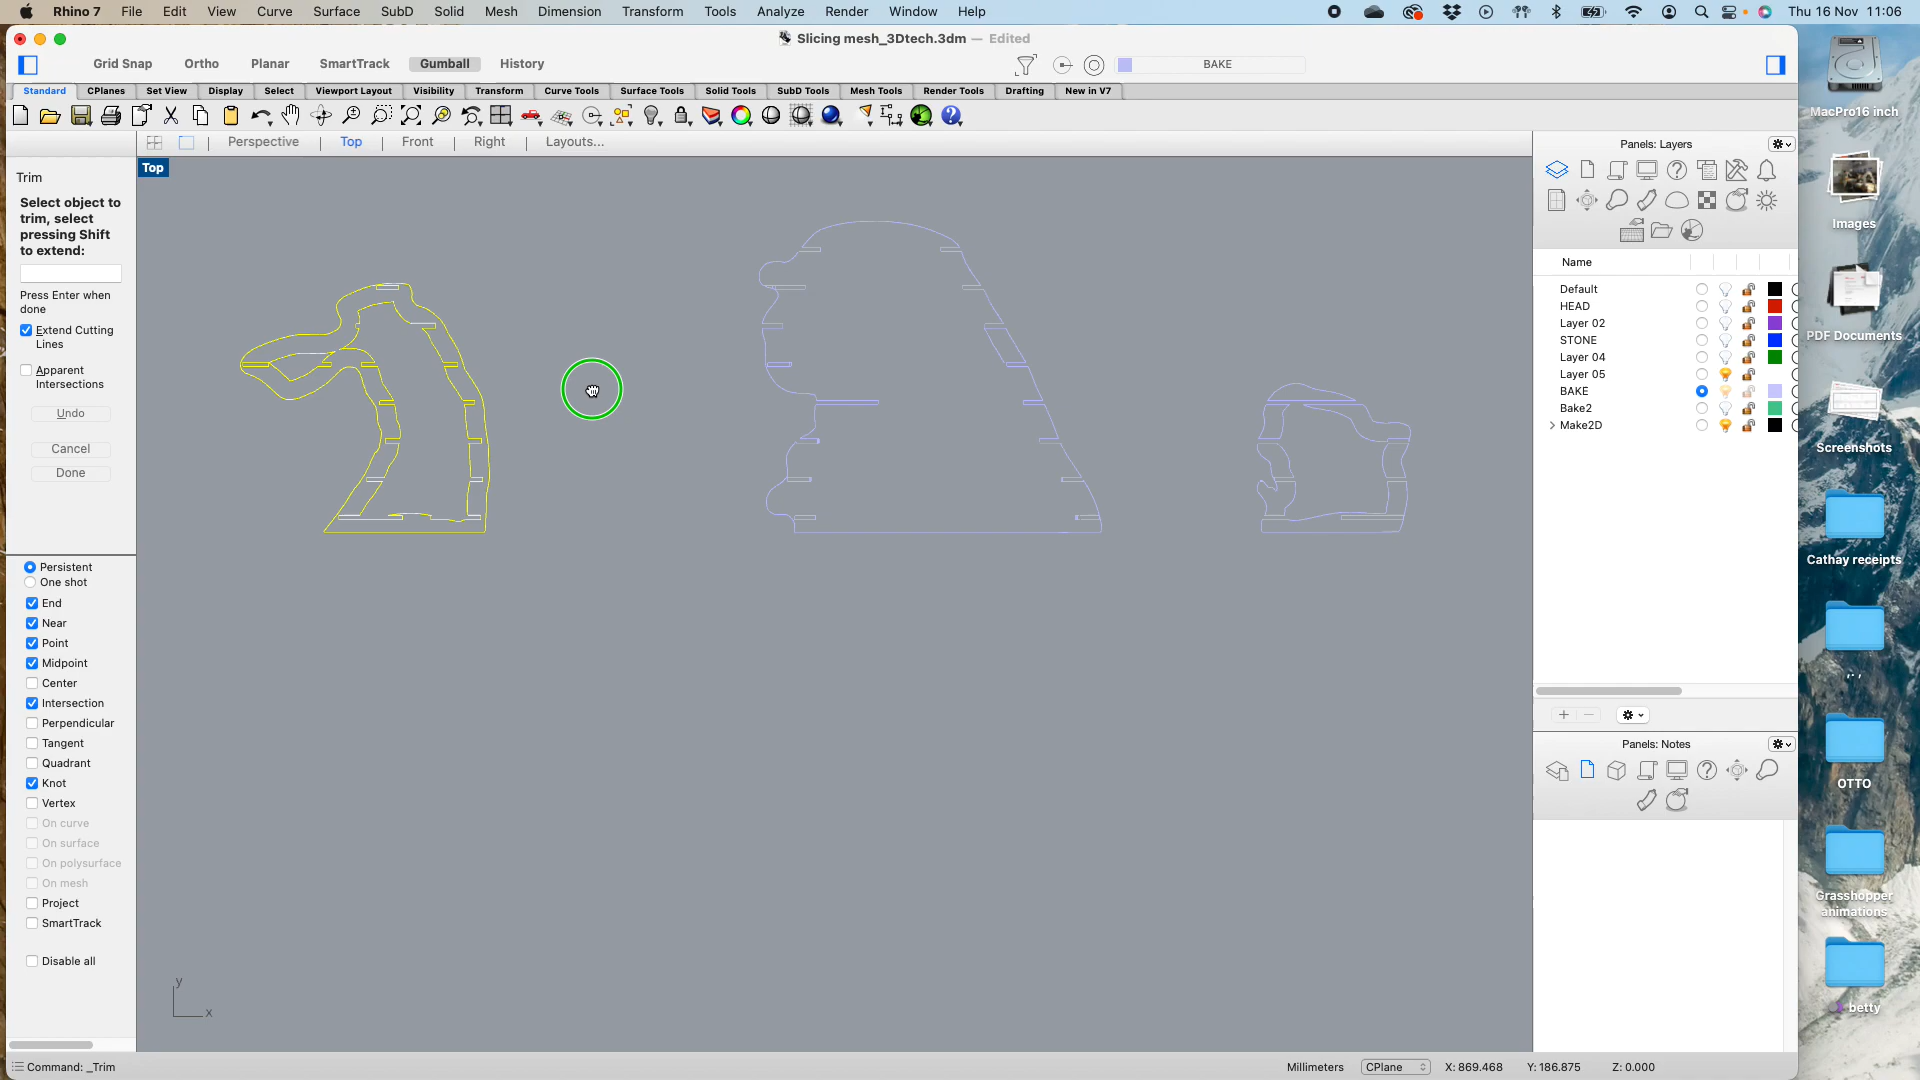 Rhino 7 File Edit View Curve Surface SubD Solid Mesh Dimension Transform Tools Analyze Render Window Help Thu 16 Nov 11:06
Slicing mesh_3Dtech.3dm — Edited
Grid Snap Ortho Planar SmartTrack Gumball History BAKE
Standard CPlanes Set View Display Select Viewport Layout Visibility Transform Curve Tools Surface Tools Solid Tools SubD Tools Mesh Tools Render Tools Drafting New in V7
Perspective Top Front Right Layouts...
Top
Trim
Select object to
trim, select
pressing Shift
to extend:
Press Enter when
done
Extend Cutting
Lines
Apparent
Intersections
Undo
Cancel
Done
Persistent
One shot
End
Near
Point
Midpoint
Center
Intersection
Perpendicular
Tangent
Quadrant
Knot
Vertex
On curve
On surface
On polysurface
On mesh
Project
SmartTrack
Disable all
y
x
Panels: Layers
Name
Default
HEAD
Layer 02
STONE
Layer 04
Layer 05
BAKE
Bake2
Make2D
Panels: Notes
MacPro16 inch
Images
PDF Documents
Screenshots
Cathay receipts
OTTO
Grasshopper
animations
betty
Command: _Trim
Millimeters CPlane X: 869.468 Y: 186.875 Z: 0.000